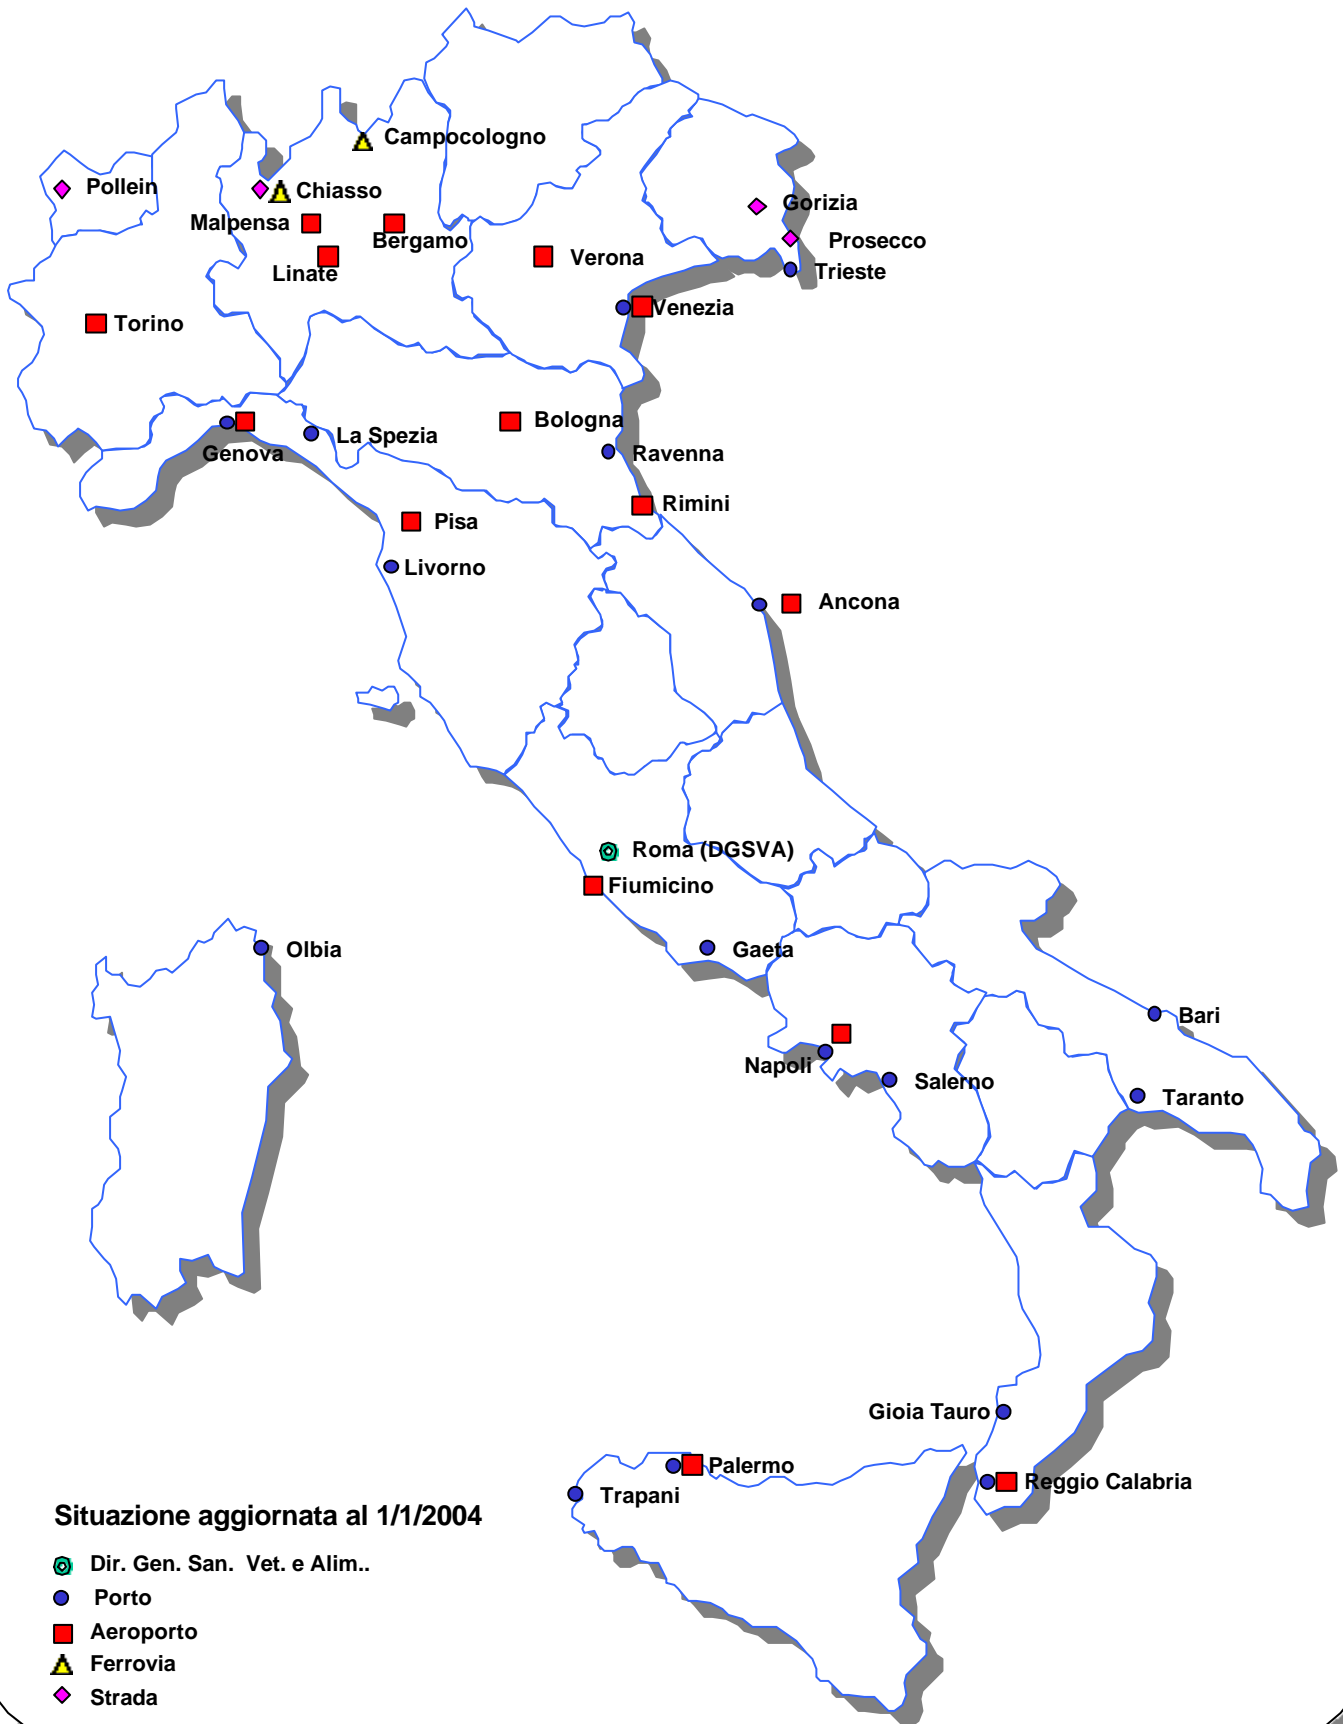 Campocologno
Pollein
Chiasso
Gorizia
Malpensa
Bergamo
Prosecco
Linate
Verona
Trieste
Venezia
Torino
Bologna
La Spezia
Genova
Ravenna
Rimini
Pisa
Livorno
Ancona
Roma (DGSVA)
Fiumicino
Olbia
Gaeta
Bari
Napoli
Salerno
Taranto
Gioia Tauro
Palermo
Reggio Calabria
Trapani
Situazione aggiornata al 1/1/2004
Dir. Gen. San. Vet. e Alim..
Porto
Aeroporto
Ferrovia
Strada